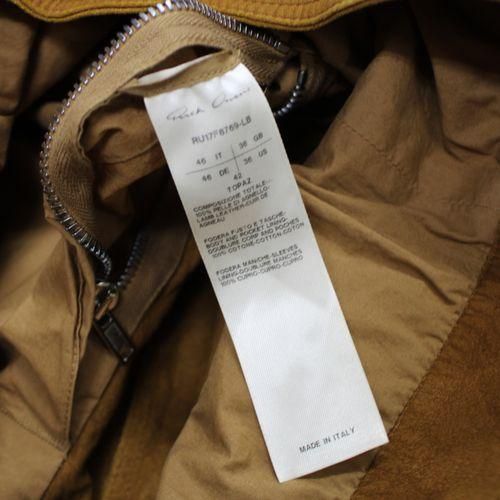 Rick Owens
RU17F6769-LB
46 IT 36 GB
46 DE 36 US
42
TOPAZ
COMPOSIZIONE TOTALE:
100% PELLE DI AGNELLO-
LAMB LEATHER-CUIR DE
AGNEAU
FODERA FUSTO E TASCHE-
BODY AND POCKET LINING-
DOUBLURE CORP AND POCHES
100% COTONE-COTTON-COTON
FODERA MANICHE-SLEEVES
LINING-DOUBLURE MANCHES
100% CUPRO-CUPRO-CUPRO
MADE IN ITALY